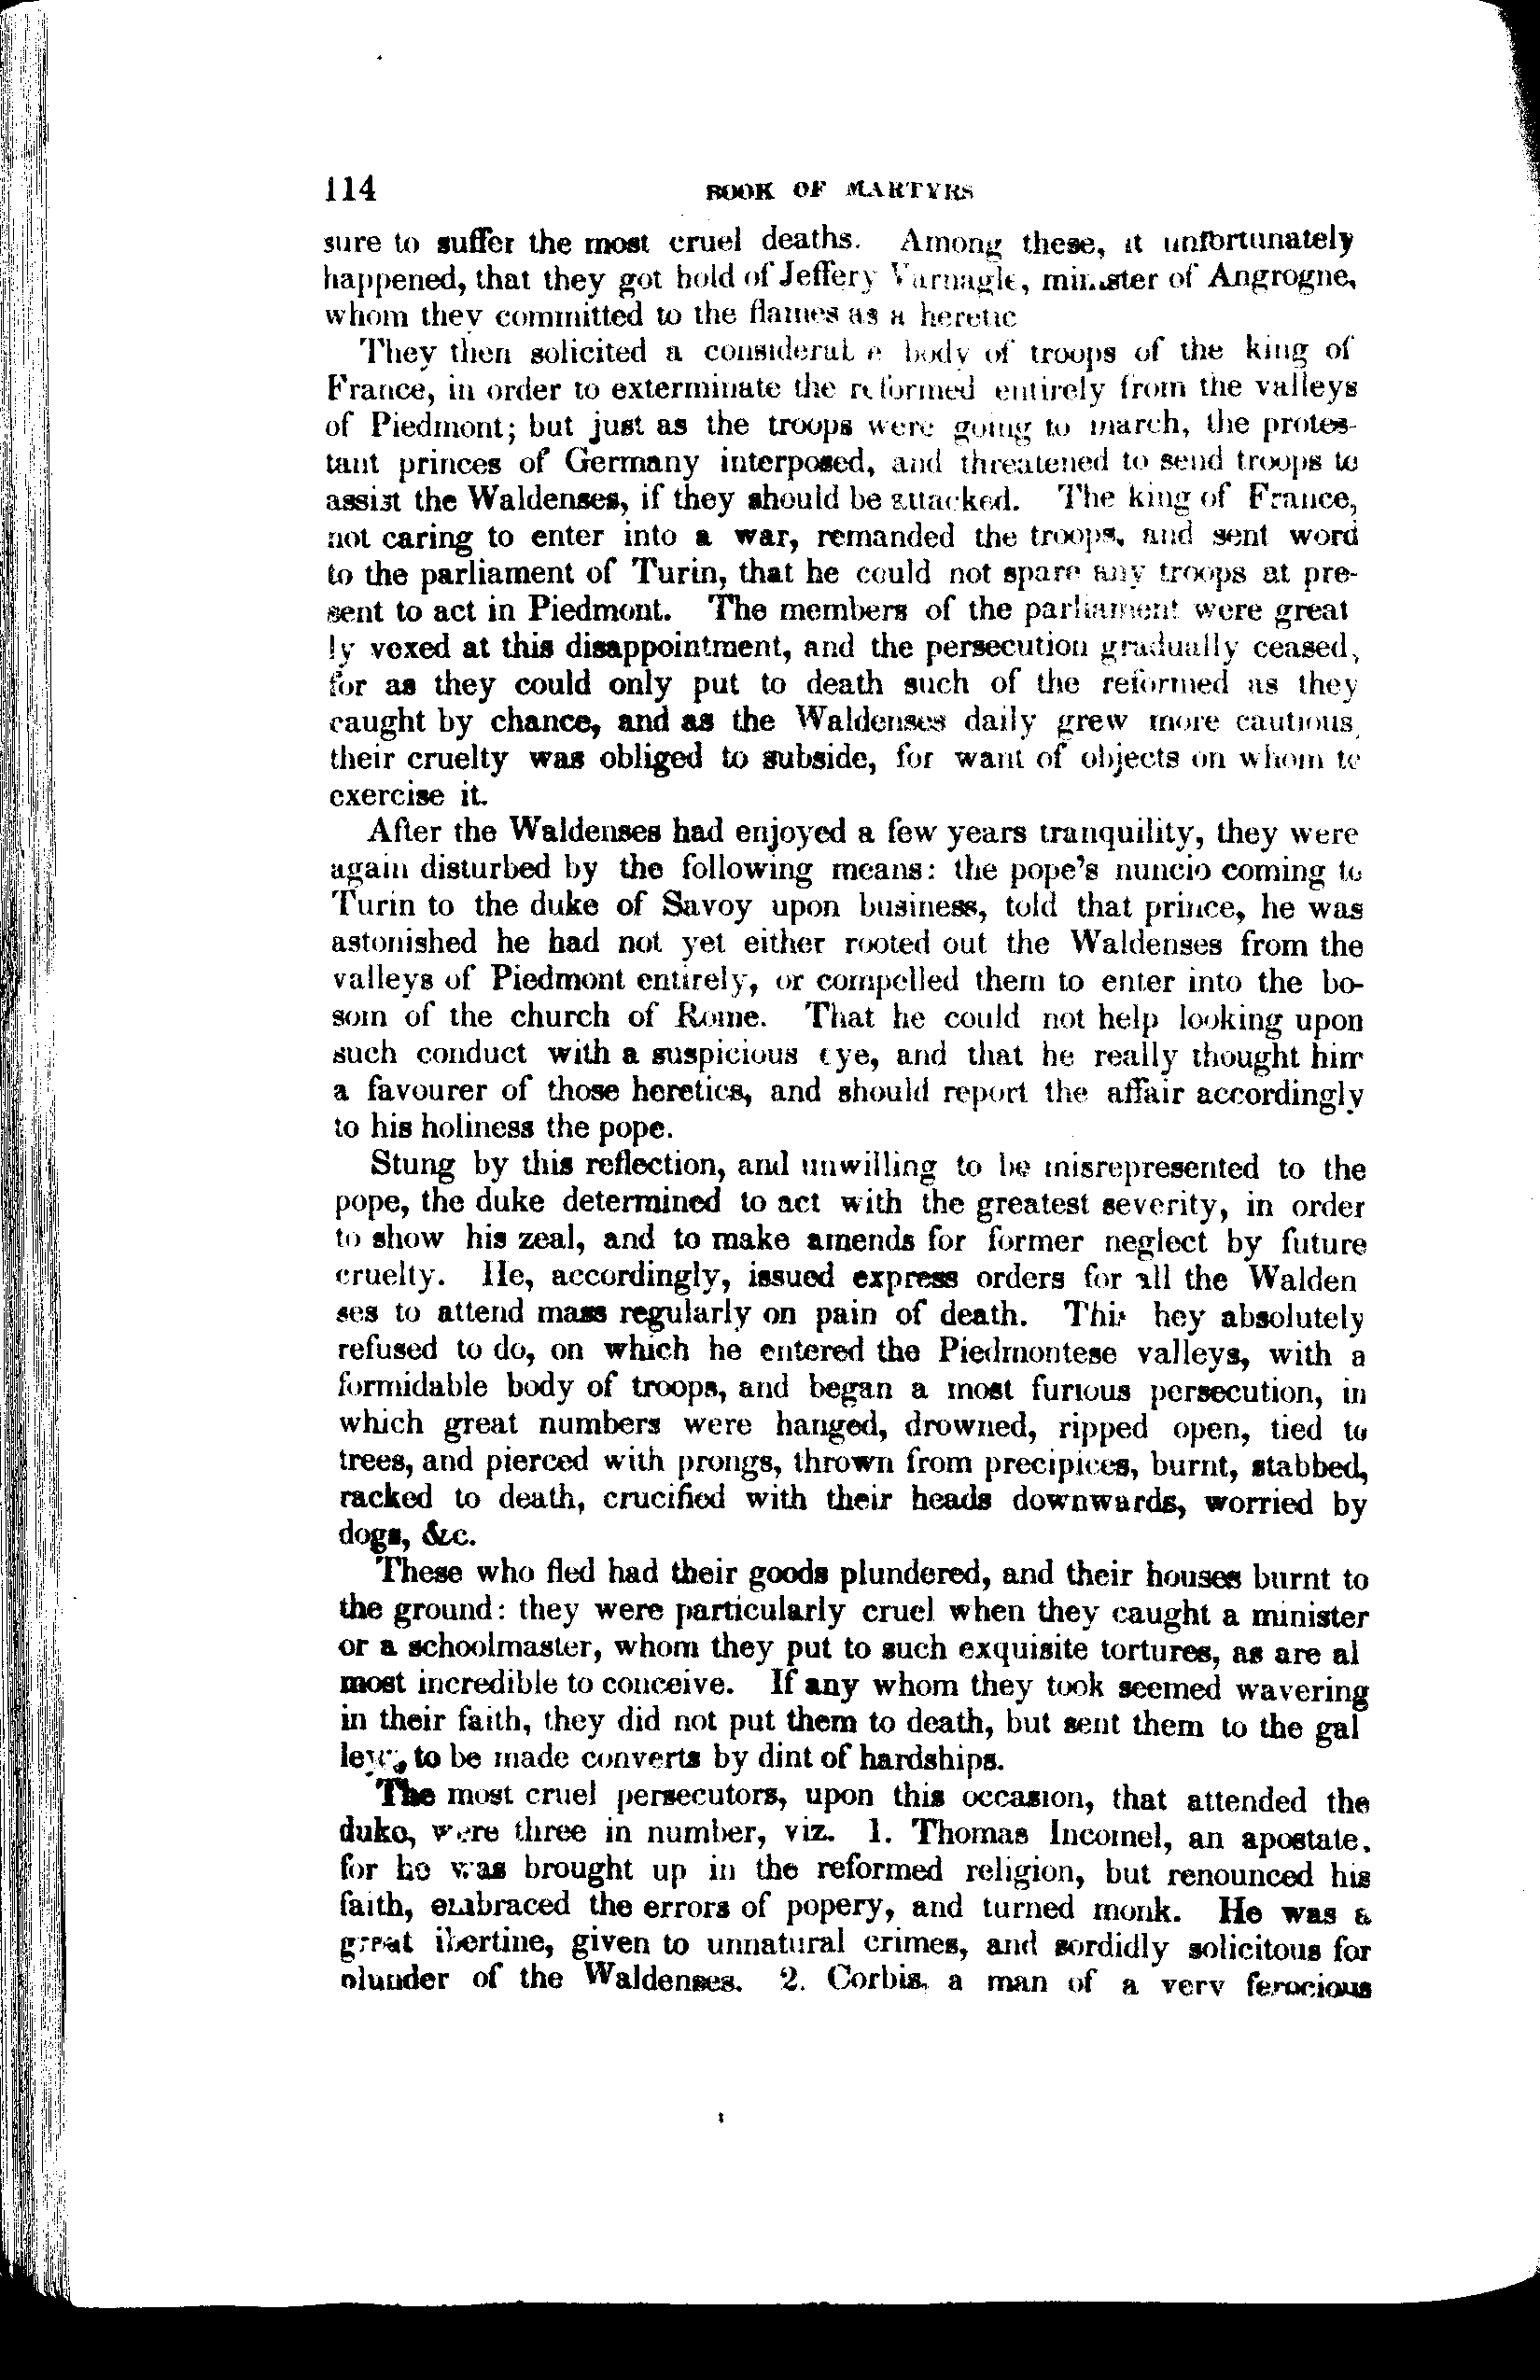 114 BOOK OF MARTYRS
sure to suffer the most cruel deaths. Among these, it unfortunately
happened, that they got hold of Jeffery Varnagle, minister of Angrogne,
whom they committed to the flames as a heretic
They then solicited a considerable body of troops of the king of
France, in order to exterminate the reformed entirely from the valleys
of Piedmont; but just as the troops were going to march, the protes-
tant princes of Germany interposed, and threatened to send troops to
assist the Waldenses, if they should be attacked. The king of France,
not caring to enter into a war, remanded the troops, and sent word
to the parliament of Turin, that he could not spare any troops at pre-
sent to act in Piedmont. The members of the parliament were great
ly vexed at this disappointment, and the persecution gradually ceased,
for as they could only put to death such of the reformed as they
caught by chance, and as the Waldenses daily grew more cautious,
their cruelty was obliged to subside, for want of objects on whom to
exercise it.
After the Waldenses had enjoyed a few years tranquility, they were
again disturbed by the following means: the pope's nuncio coming to
Turin to the duke of Savoy upon business, told that prince, he was
astonished he had not yet either rooted out the Waldenses from the
valleys of Piedmont entirely, or compelled them to enter into the bo-
som of the church of Rome. That he could not help looking upon
such conduct with a suspicious eye, and that he really thought him
a favourer of those heretics, and should report the affair accordingly
to his holiness the pope.
Stung by this reflection, and unwilling to be misrepresented to the
pope, the duke determined to act with the greatest severity, in order
to show his zeal, and to make amends for former neglect by future
cruelty. He, accordingly, issued express orders for all the Walden
ses to attend mass regularly on pain of death. This they absolutely
refused to do, on which he entered the Piedmontese valleys, with a
formidable body of troops, and began a most furious persecution, in
which great numbers were hanged, drowned, ripped open, tied to
trees, and pierced with prongs, thrown from precipices, burnt, stabbed,
racked to death, crucified with their heads downwards, worried by
dogs, &c.
These who fled had their goods plundered, and their houses burnt to
the ground: they were particularly cruel when they caught a minister
or a schoolmaster, whom they put to such exquisite tortures, as are al
most incredible to conceive. If any whom they took seemed wavering
in their faith, they did not put them to death, but sent them to the gal
leys, to be made converts by dint of hardships.
The most cruel persecutors, upon this occasion, that attended the
duke, were three in number, viz. 1. Thomas Incomel, an apostate,
for he was brought up in the reformed religion, but renounced his
faith, embraced the errors of popery, and turned monk. He was a
great libertine, given to unnatural crimes, and sordidly solicitous for
plunder of the Waldenses. 2. Corbis, a man of a very ferocious